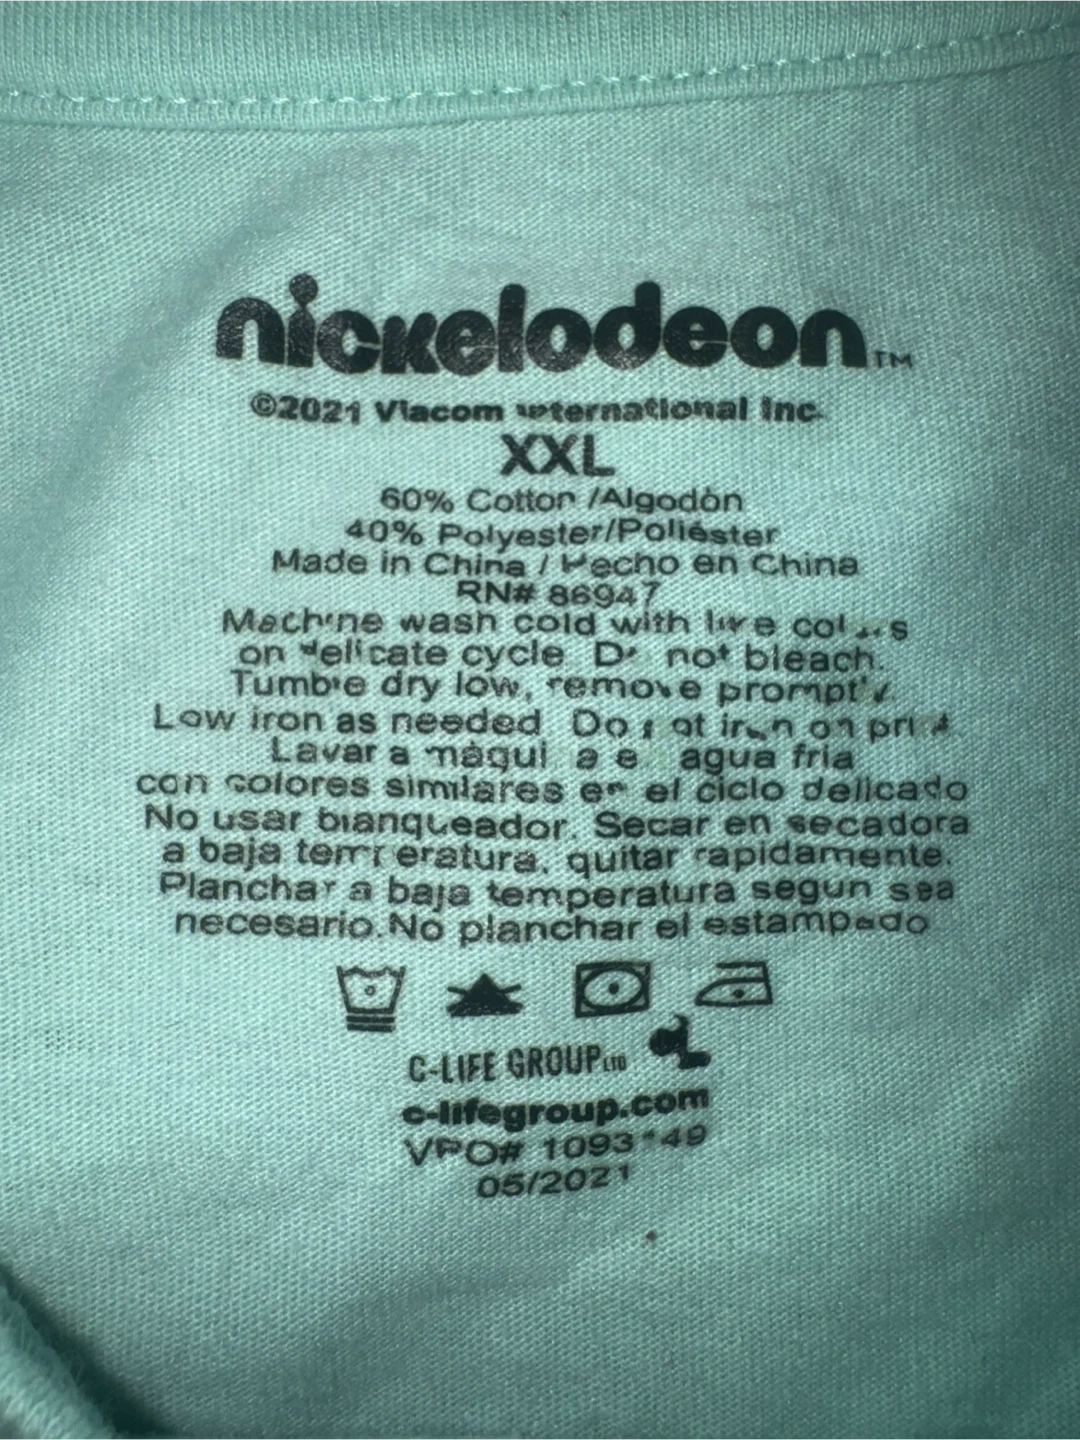 nickelodeon™
©2021 Viacom International Inc.
XXL
60% Cotton /Algodòn
40% Polyester/Poliéster
Made in China / Hecho en China
RN# 86947
Machine wash cold with like colors
on delicate cycle Do not bleach.
Tumble dry low, remove promptly.
Low iron as needed Do not iron on print
Lavar a màquina en agua fria
con colores similares en el ciclo delicado
No usar blanqueador. Secar en secadora
a baja temperatura, quitar rapidamente.
Planchar a baja temperatura segun sea
necesario.No planchar el estampado
C-LIFE GROUP LTD
c-lifegroup.com
VPO#
05/2021